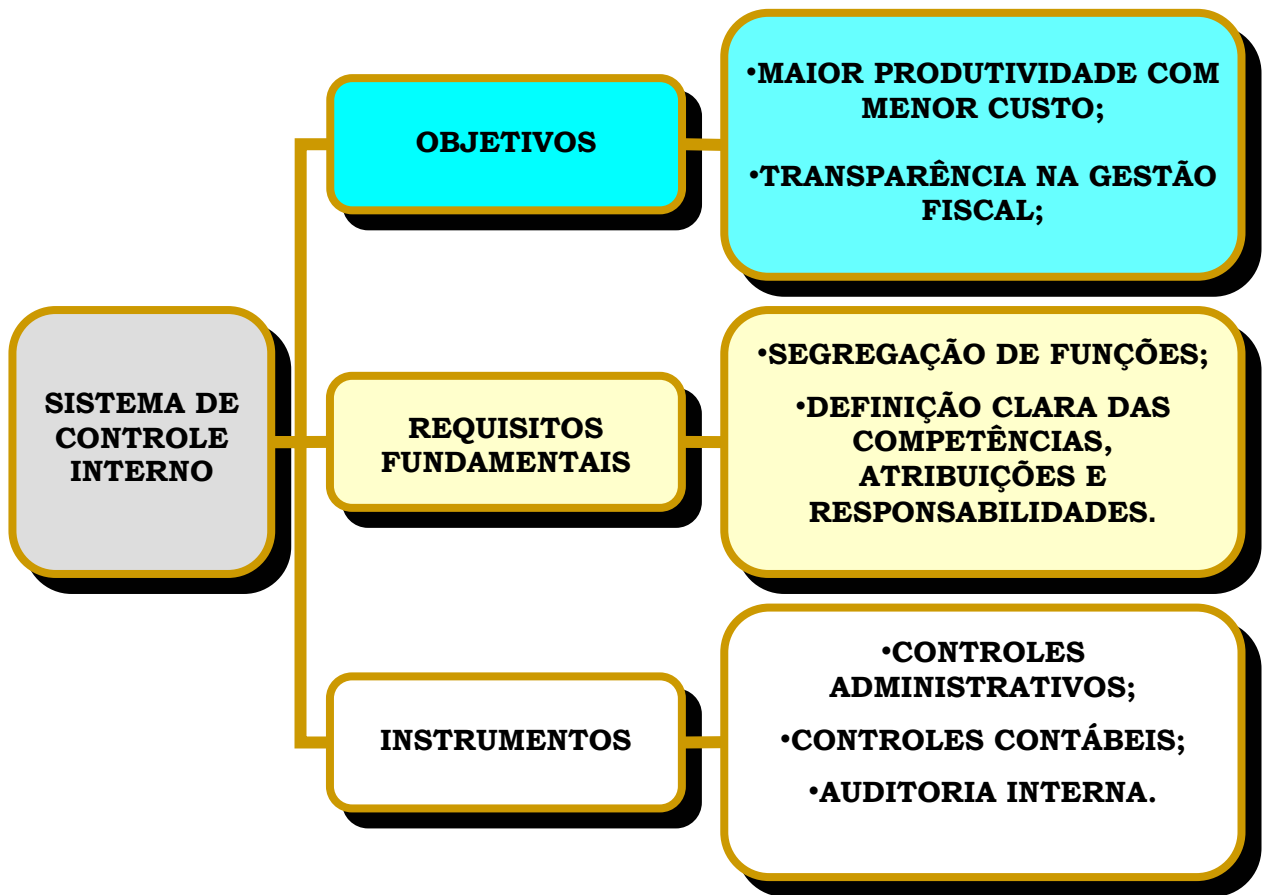 SISTEMA DE
CONTROLE
INTERNO
OBJETIVOS
•MAIOR PRODUTIVIDADE COM
MENOR CUSTO;
•TRANSPARÊNCIA NA GESTÃO
FISCAL;
REQUISITOS
FUNDAMENTAIS
•SEGREGAÇÃO DE FUNÇÕES;
•DEFINIÇÃO CLARA DAS
COMPETÊNCIAS,
ATRIBUIÇÕES E
RESPONSABILIDADES.
INSTRUMENTOS
•CONTROLES
ADMINISTRATIVOS;
•CONTROLES CONTÁBEIS;
•AUDITORIA INTERNA.